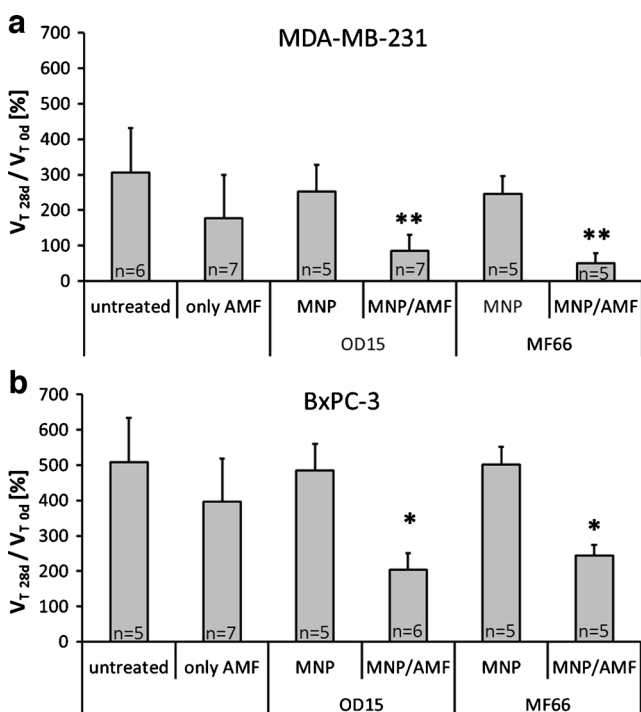 a
MDA-MB-231
V_T 28d / V_T 0d [%]
700
600
500
400
300
200
100
0
** **
n=6 n=7 n=5 n=7 n=5 n=5
untreated only AMF MNP MNP/AMF MNP MNP/AMF
OD15 MF66
b
BxPC-3
V_T 28d / V_T 0d [%]
700
600
500
400
300
200
100
0
* *
n=5 n=7 n=5 n=6 n=5 n=5
untreated only AMF MNP MNP/AMF MNP MNP/AMF
OD15 MF66